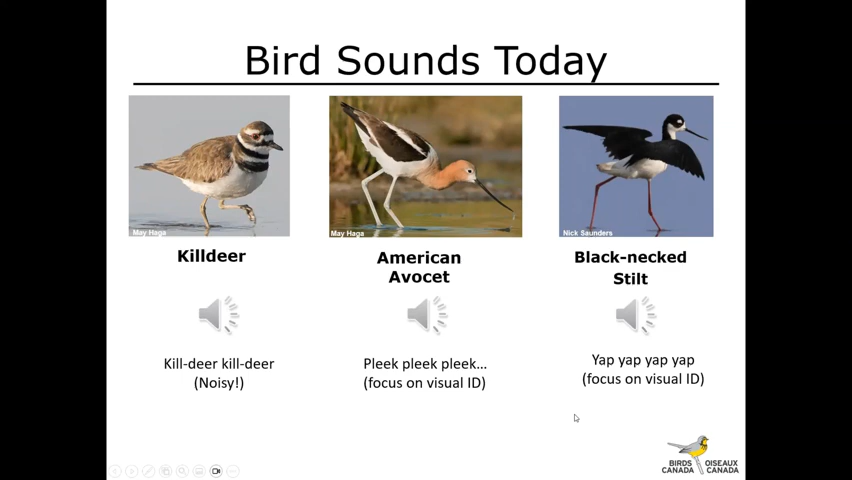 Bird Sounds Today
May Haga
May Haga
Nick Saunders
Killdeer
American
Avocet
Black-necked
Stilt
Kill-deer kill-deer
(Noisy!)
Pleek pleek pleek...
(focus on visual ID)
Yap yap yap yap
(focus on visual ID)
BIRDS
CANADA
OISEAUX
CANADA